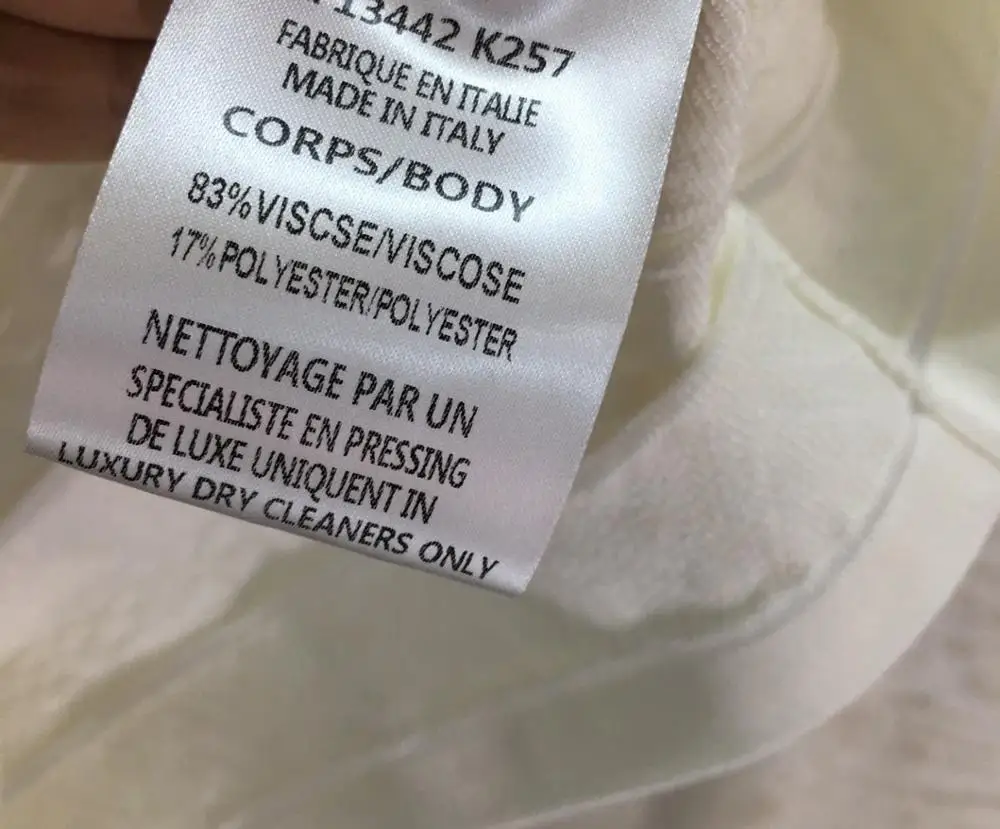 13442 K257
FABRIQUE EN ITALIE
MADE IN ITALY
CORPS/BODY
83%VISCSE/VISCOSE
17%POLYESTER/POLYESTER
NETTOYAGE PAR UN
SPECIALISTE EN PRESSING
DE LUXE UNIQUENT IN
LUXURY DRY CLEANERS ONLY